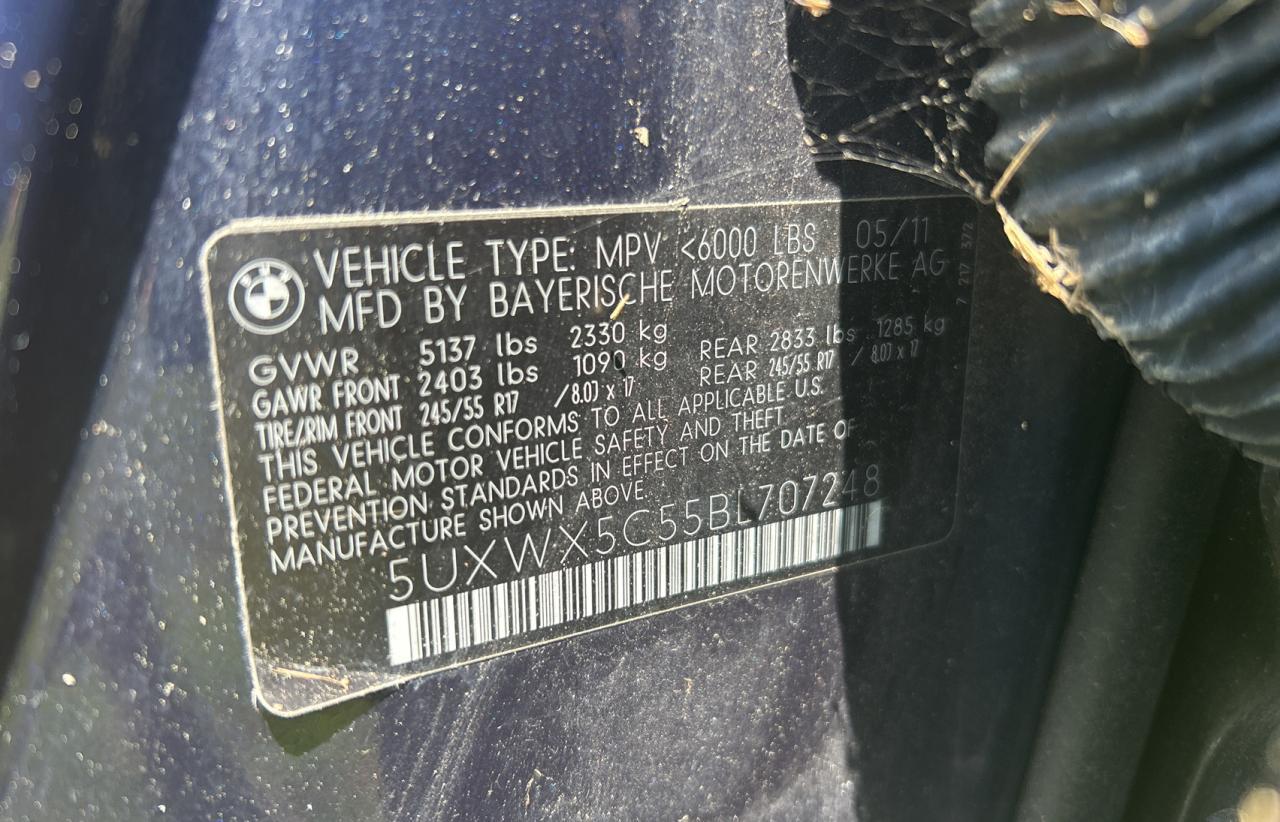 VEHICLE TYPE: MPV <6000 LBS 05/11
MFD BY BAYERISCHE MOTORENWERKE AG
GVWR 5137 lbs 2330 kg
GAWR FRONT 2403 lbs 1090 kg REAR 2833 lbs 1285 kg
TIRE/RIM FRONT 245/55 R17 /8.0J x 17 REAR 245/55 R17 / 8.0J x 17
THIS VEHICLE CONFORMS TO ALL APPLICABLE U.S.
FEDERAL MOTOR VEHICLE SAFETY AND THEFT
PREVENTION STANDARDS IN EFFECT ON THE DATE OF
MANUFACTURE SHOWN ABOVE.
5UXWX5C55BL707248
7 217 372